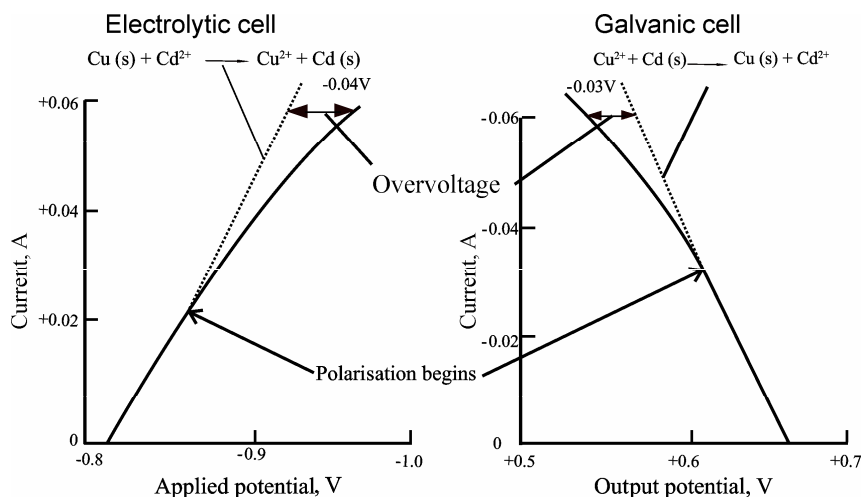 Electrolytic cell
Cu (s) + Cd²⁺ → Cu²⁺ + Cd (s)
-0.04V
+0.06
+0.04
+0.02
0
Current, A
-0.8
-0.9
-1.0
Applied potential, V
Overvoltage
Polarisation begins
Galvanic cell
Cu²⁺ + Cd (s) → Cu (s) + Cd²⁺
-0.03V
-0.06
-0.04
-0.02
0
Current, A
+0.5
+0.6
+0.7
Output potential, V